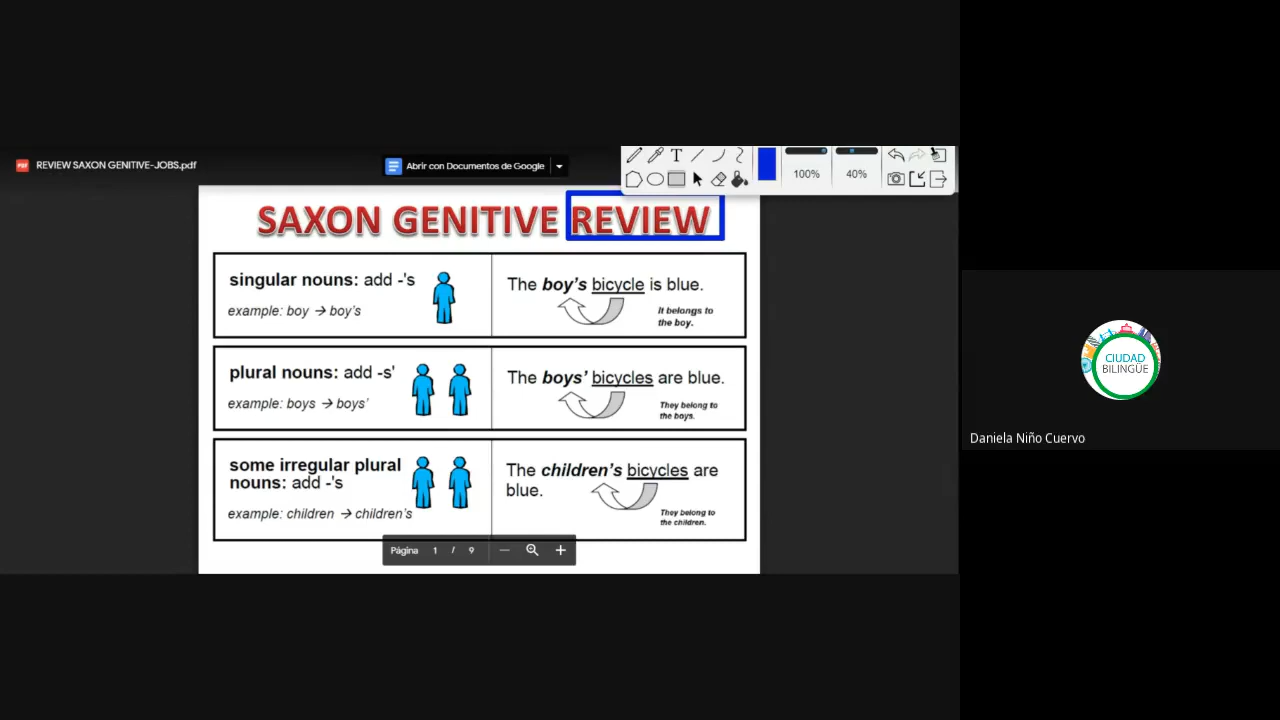 REVIEW SAXON GENITIVE-JOBS.pdf
Abrir con Documentos de Google
T
100%
40%
SAXON GENITIVE REVIEW
singular nouns: add -'s
example: boy → boy's
The boy's bicycle is blue.
It belongs to
the boy.
plural nouns: add -s'
example: boys → boys'
The boys' bicycles are blue.
They belong to
the boys.
some irregular plural
nouns: add -'s
example: children → children's
The children's bicycles are
blue.
They belong to
the children.
Página 1 / 9
CIUDAD
BILINGÜE
Daniela Niño Cuervo